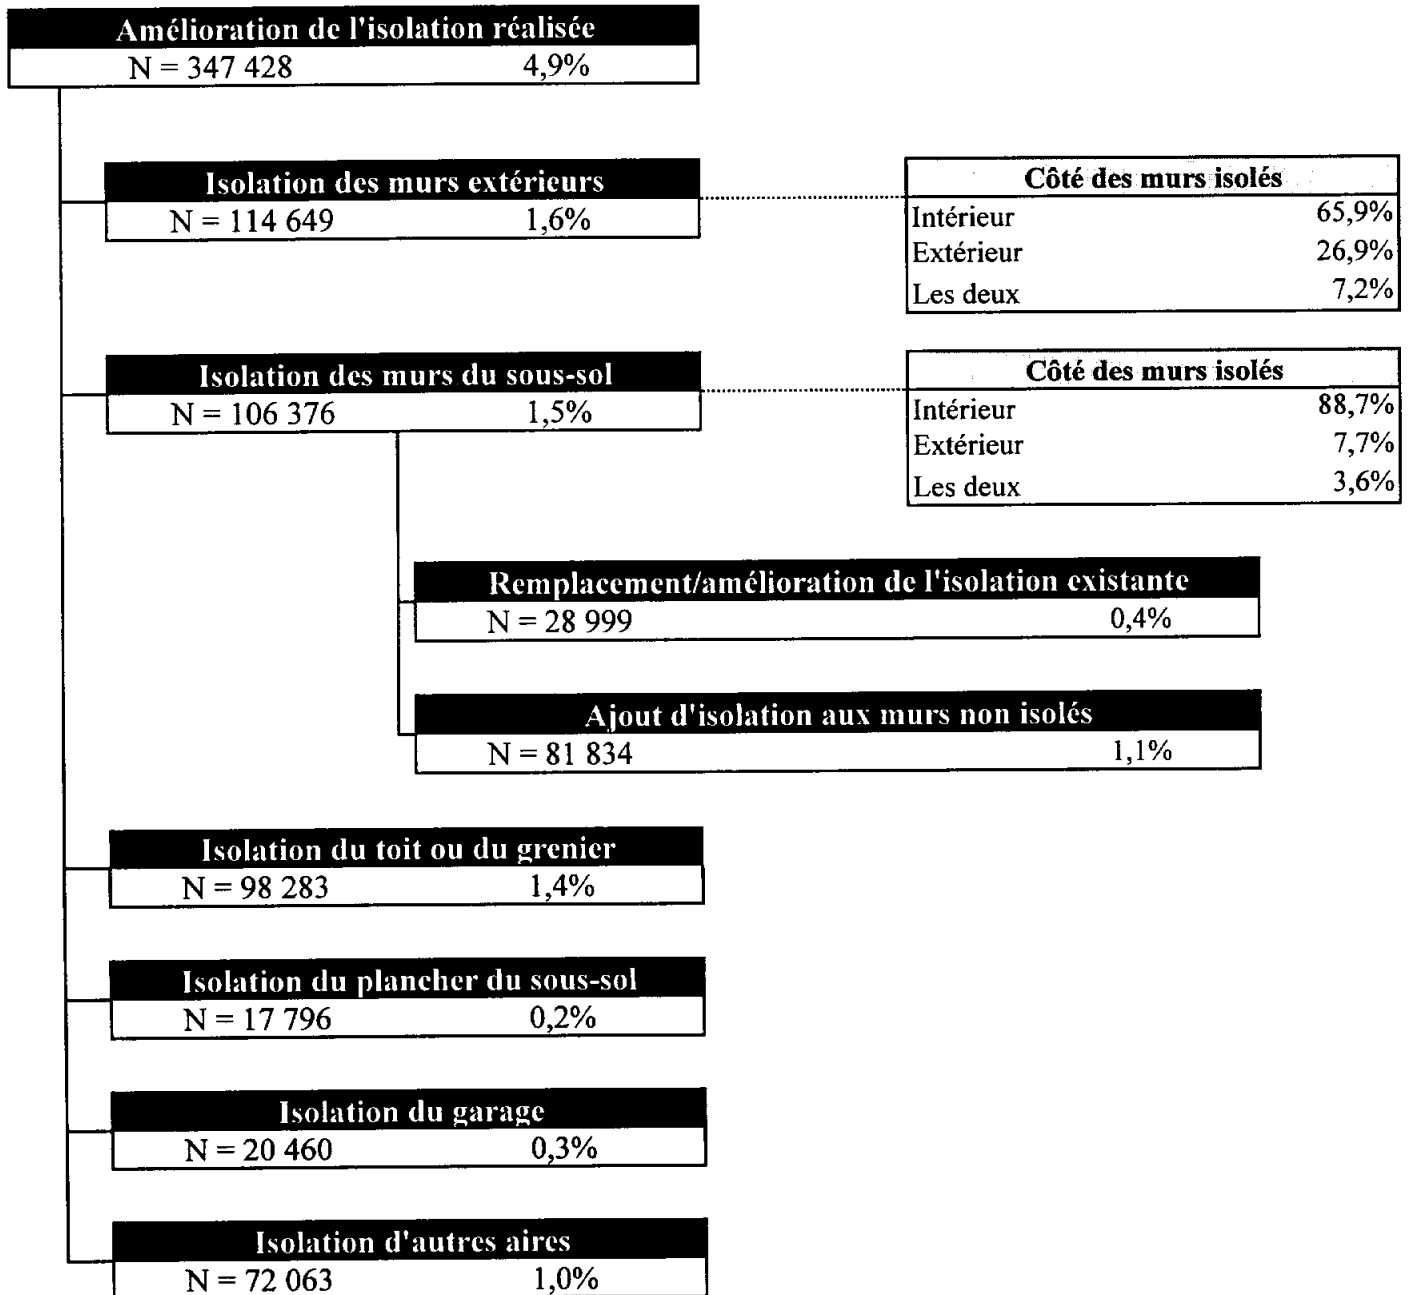 Amélioration de l'isolation réalisée
N = 347 428 4,9%
Isolation des murs extérieurs
N = 114 649 1,6%
Côté des murs isolés
Intérieur 65,9%
Extérieur 26,9%
Les deux 7,2%
Isolation des murs du sous-sol
N = 106 376 1,5%
Côté des murs isolés
Intérieur 88,7%
Extérieur 7,7%
Les deux 3,6%
Remplacement/amélioration de l'isolation existante
N = 28 999 0,4%
Ajout d'isolation aux murs non isolés
N = 81 834 1,1%
Isolation du toit ou du grenier
N = 98 283 1,4%
Isolation du plancher du sous-sol
N = 17 796 0,2%
Isolation du garage
N = 20 460 0,3%
Isolation d'autres aires
N = 72 063 1,0%